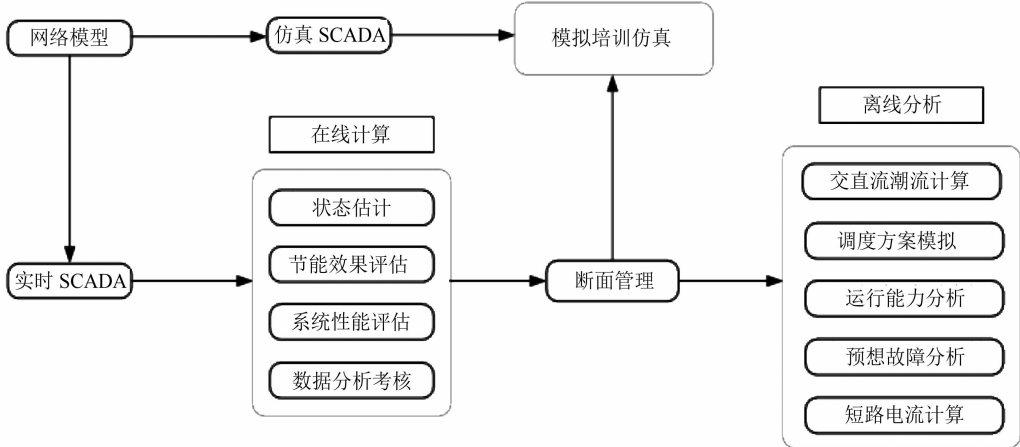 网络模型
仿真 SCADA
模拟培训仿真
离线分析
在线计算
交直流潮流计算
状态估计
调度方案模拟
节能效果评估
实时 SCADA
断面管理
运行能力分析
系统性能评估
预想故障分析
数据分析考核
短路电流计算